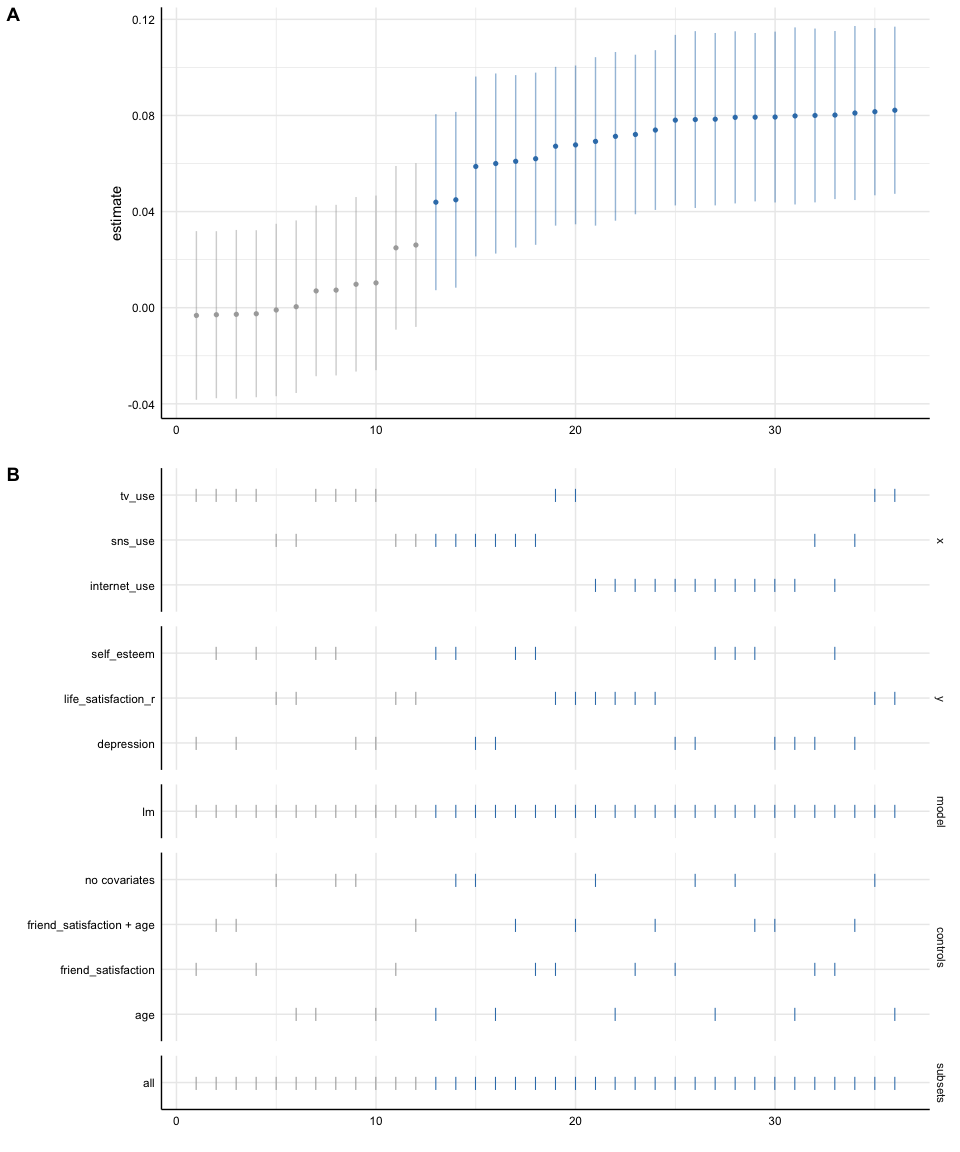 A
0.12
0.08
0.04
0.00
-0.04
estimate
0 10 20 30
B
tv_use
sns_use
internet_use
x
self_esteem
life_satisfaction_r
depression
y
lm
model
no covariates
friend_satisfaction + age
friend_satisfaction
age
controls
all
subsets
0 10 20 30